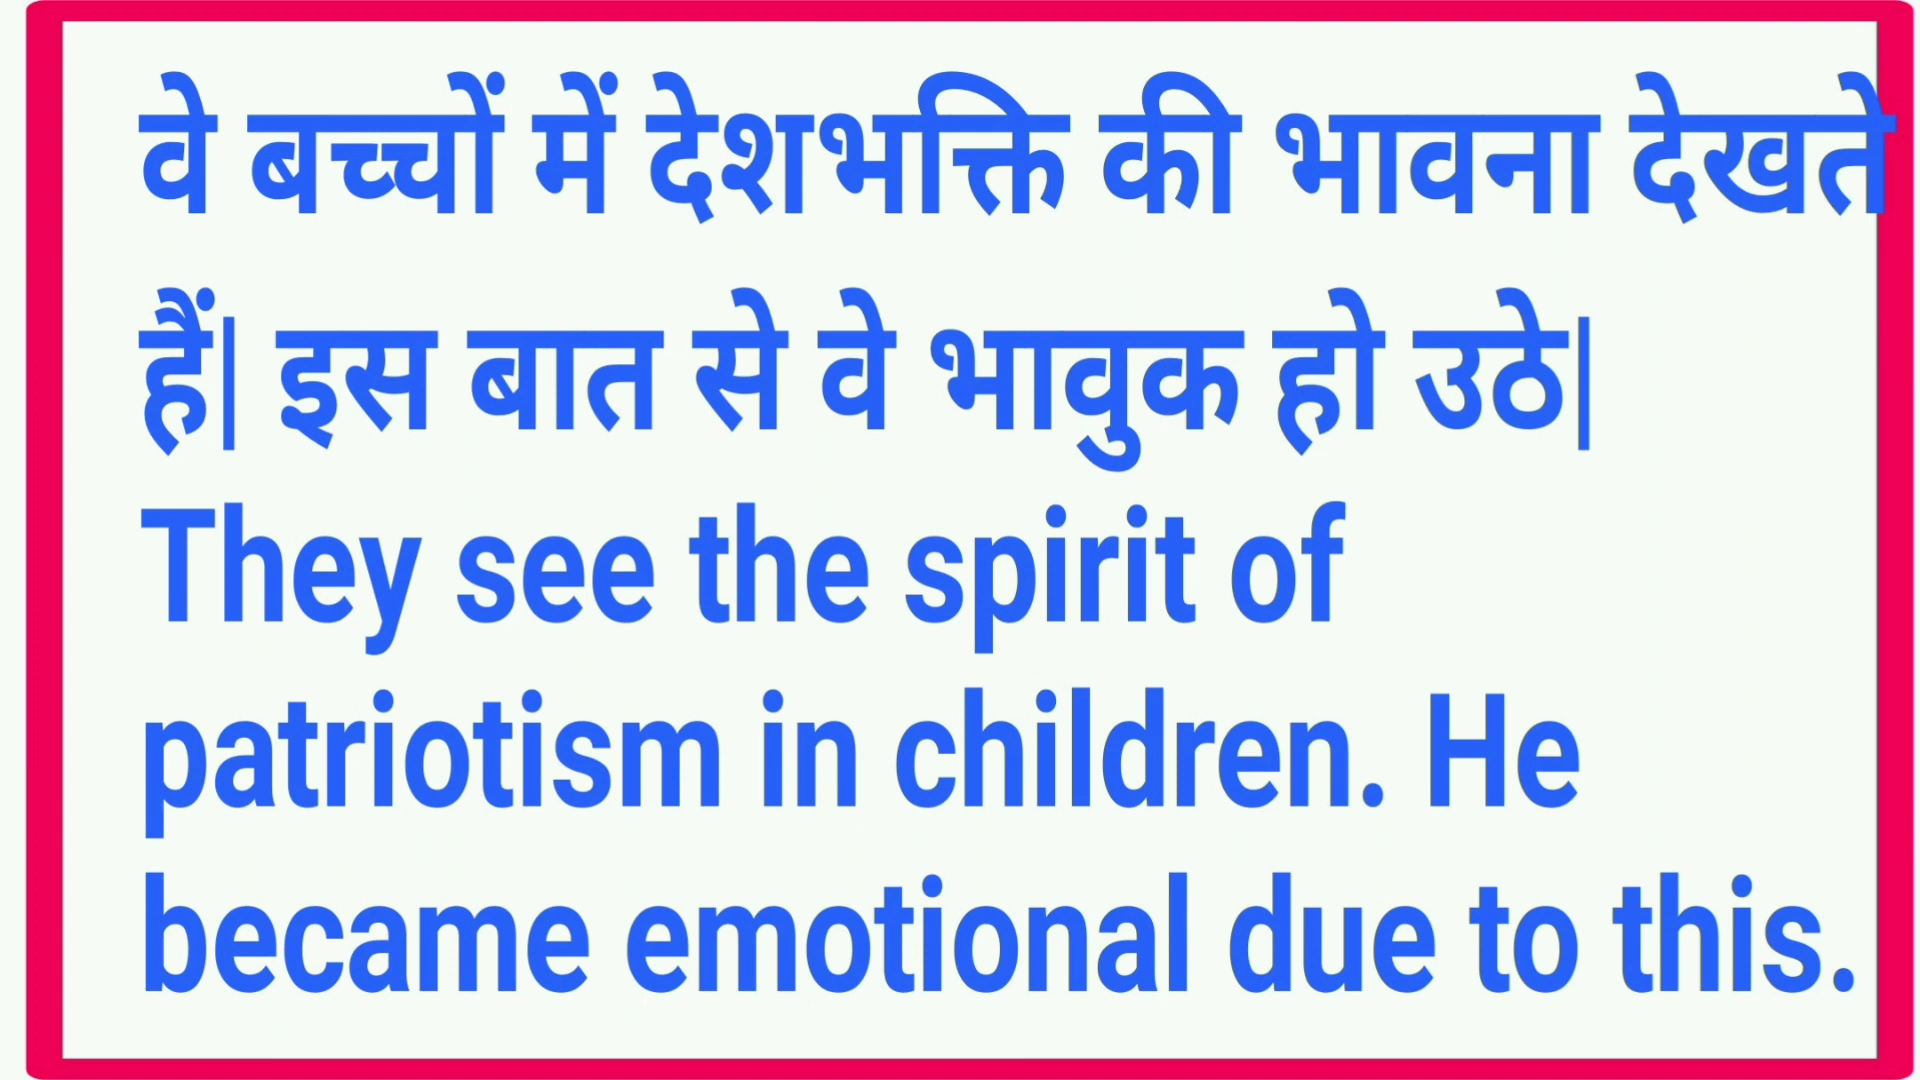 वे बच्चों में देशभक्ति की भावना देखते
हैं| इस बात से वे भावुक हो उठे|
They see the spirit of
patriotism in children. He
became emotional due to this.